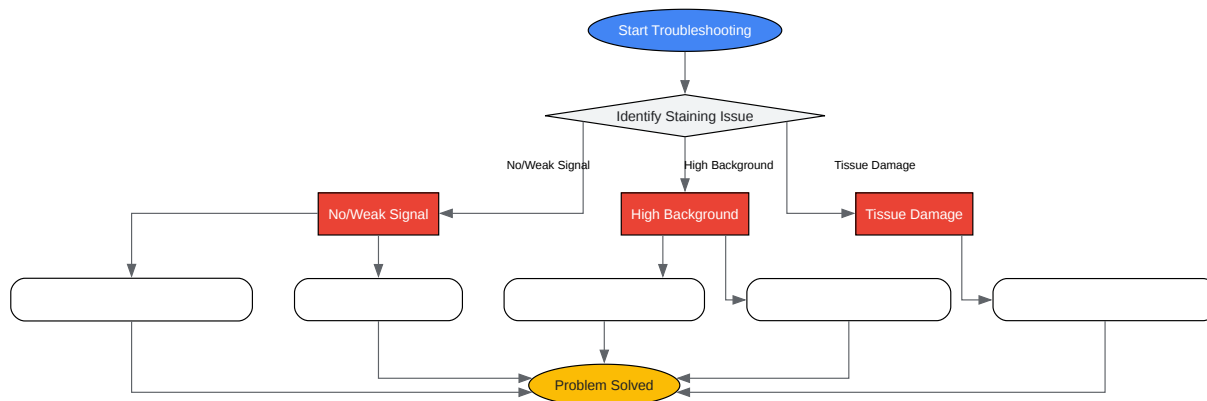 Start Troubleshooting
Identify Staining Issue
No/Weak Signal
High Background
Tissue Damage
No/Weak Signal
High Background
Tissue Damage
Problem Solved